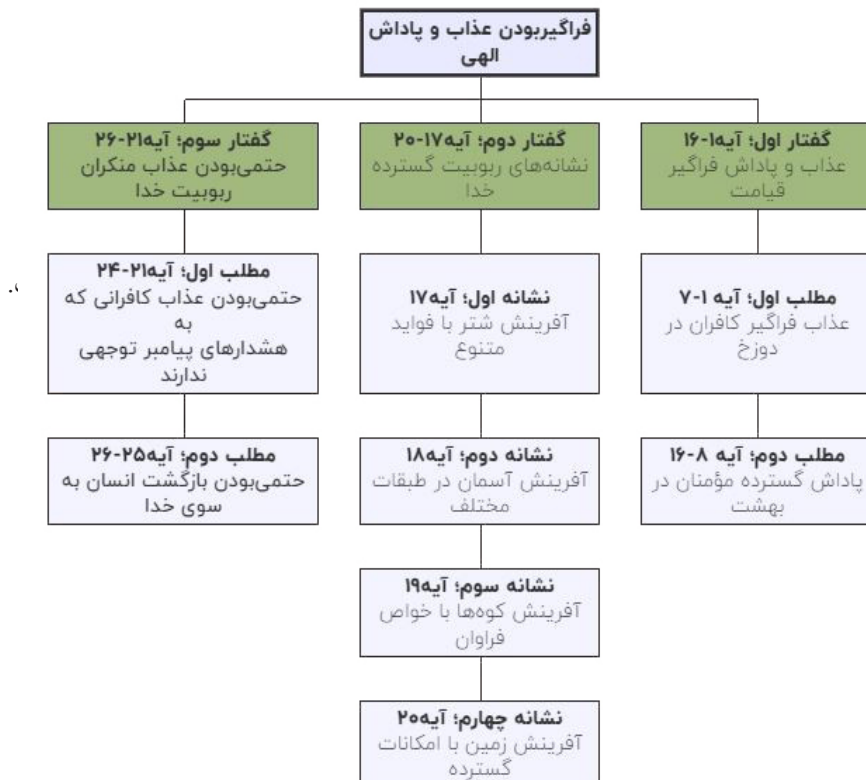 فراگیربودن عذاب و پاداش
الهی
گفتار اول؛ آیه۱-۱۶
عذاب و پاداش فراگیر
قیامت
مطلب اول؛ آیه ۱-۷
عذاب فراگیر کافران در
دوزخ
مطلب دوم؛ آیه ۸-۱۶
پاداش گسترده مؤمنان در
بهشت
گفتار دوم؛ آیه۱۷-۲۰
نشانه‌های ربوبیت گسترده
خدا
نشانه اول؛ آیه۱۷
آفرینش شتر با فواید
متنوع
نشانه دوم؛ آیه۱۸
آفرینش آسمان در طبقات
مختلف
نشانه سوم؛ آیه۱۹
آفرینش کوه‌ها با خواص
فراوان
نشانه چهارم؛ آیه۲۰
آفرینش زمین با امکانات
گسترده
گفتار سوم؛ آیه۲۱-۲۶
حتمی‌بودن عذاب منکران
ربوبیت خدا
مطلب اول؛ آیه۲۱-۲۴
حتمی‌بودن عذاب کافرانی که
به
هشدارهای پیامبر توجهی
ندارند
مطلب دوم؛ آیه۲۵-۲۶
حتمی‌بودن بازگشت انسان به
سوی خدا